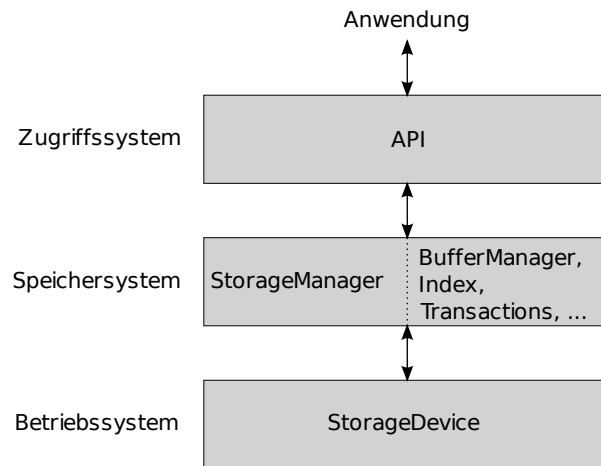 Anwendung
Zugriffssystem
API
Speichersystem
StorageManager
BufferManager,
Index,
Transactions, ...
Betriebssystem
StorageDevice